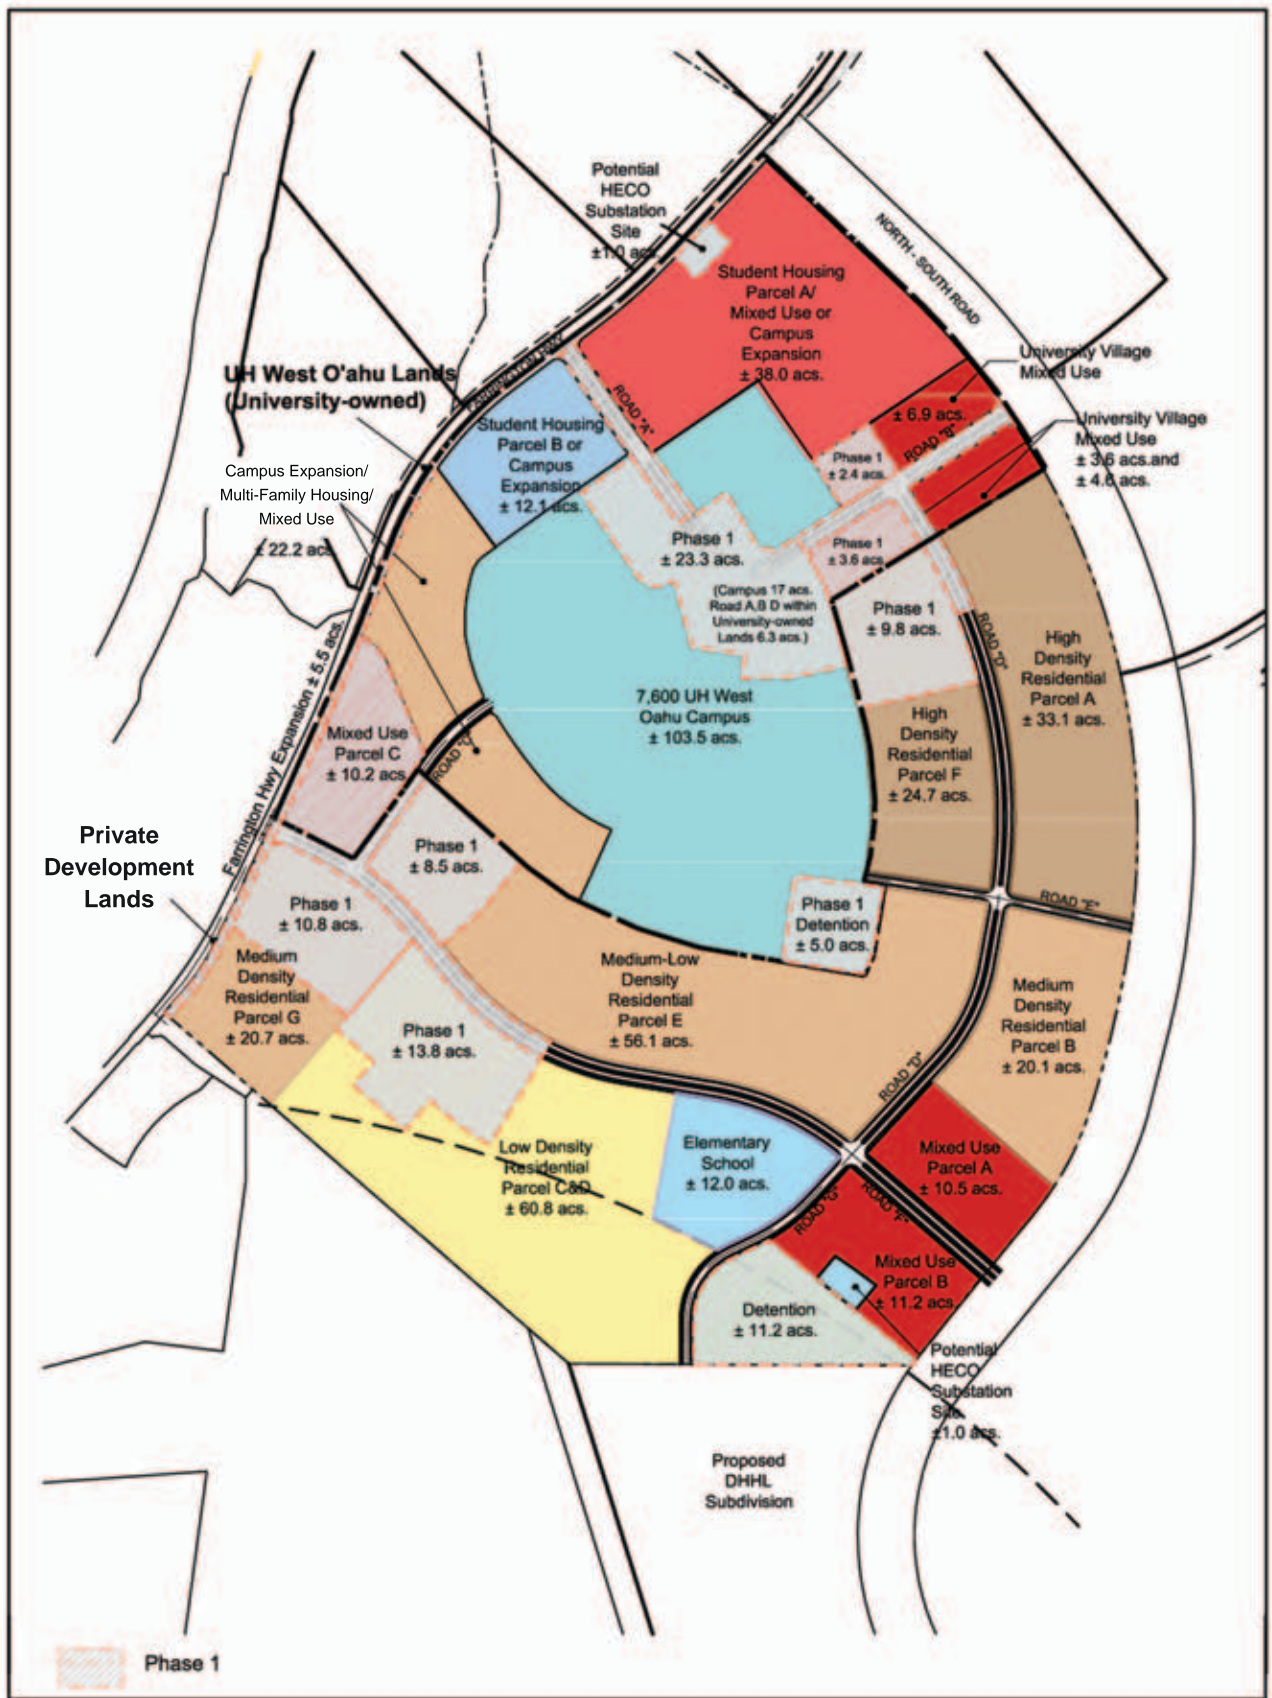 Potential
HECO
Substation
Site
±1.0 acs.
NORTH - SOUTH ROAD
Student Housing
Parcel A/
Mixed Use or
Campus
Expansion
± 38.0 acs.
University Village
Mixed Use
± 6.9 acs.
University Village
Mixed Use
± 3.6 acs.and
± 4.6 acs.
FARRINGTON HWY
UH West O'ahu Lands
(University-owned)
ROAD "A"
ROAD "B"
Student Housing
Parcel B or
Campus
Expansion
± 12.1 acs.
Phase 1
± 2.4 acs.
Campus Expansion/
Multi-Family Housing/
Mixed Use
± 22.2 acs.
Phase 1
± 23.3 acs.
(Campus 17 acs.
Road A,B D within
University-owned
Lands 6.3 acs.)
Phase 1
± 3.6 acs.
Phase 1
± 9.8 acs.
ROAD "D"
High
Density
Residential
Parcel A
± 33.1 acs.
Farrington Hwy Expansion ± 5.5 acs.
7,600 UH West
Oahu Campus
± 103.5 acs.
High
Density
Residential
Parcel F
± 24.7 acs.
Mixed Use
Parcel C
± 10.2 acs.
Private
Development
Lands
Phase 1
± 8.5 acs.
Phase 1
± 10.8 acs.
Phase 1
Detention
± 5.0 acs.
Medium
Density
Residential
Parcel G
± 20.7 acs.
Medium-Low
Density
Residential
Parcel E
± 56.1 acs.
Medium
Density
Residential
Parcel B
± 20.1 acs.
Phase 1
± 13.8 acs.
ROAD "D"
Low Density
Residential
Parcel C&D
± 60.8 acs.
Elementary
School
± 12.0 acs.
Mixed Use
Parcel A
± 10.5 acs.
ROAD "G"
ROAD "F"
Mixed Use
Parcel B
± 11.2 acs.
Detention
± 11.2 acs.
Potential
HECO
Substation
Site
±1.0 acs.
Proposed
DHHL
Subdivision
Phase 1